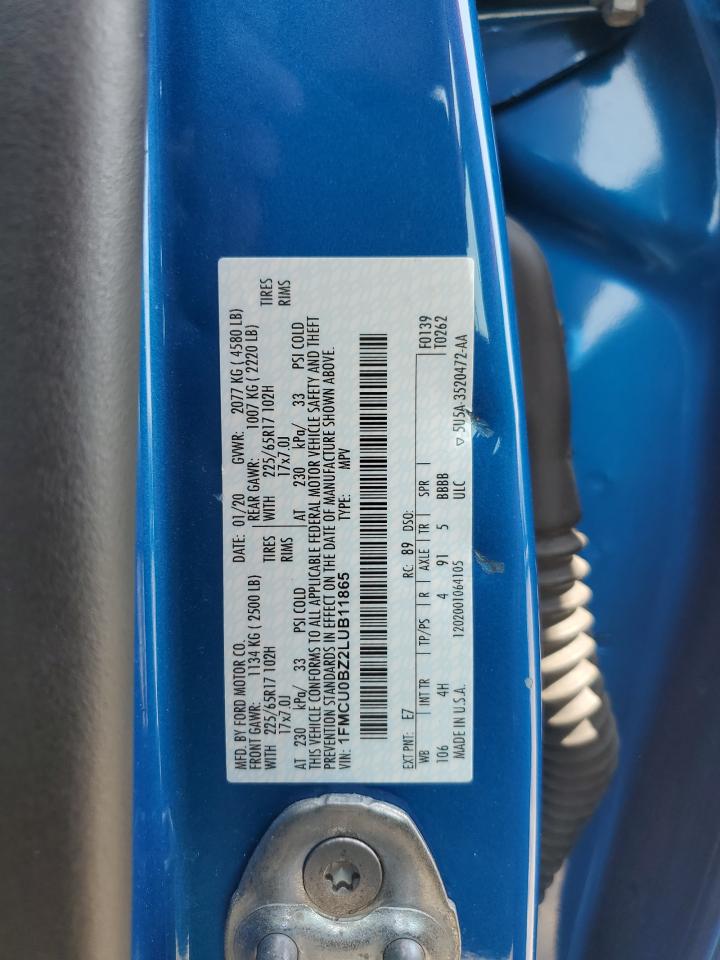 MFD. BY FORD MOTOR CO.
DATE: 01/20 GVWR: 2077 KG ( 4580 LB)
FRONT GAWR: 1134 KG ( 2500 LB) REAR GAWR: 1007 KG ( 2220 LB)
WITH 225/65R17 102H TIRES WITH 225/65R17 102H TIRES
17x7.0J RIMS 17x7.0J RIMS
AT 230 kPa/ 33 PSI COLD AT 230 kPa/ 33 PSI COLD
THIS VEHICLE CONFORMS TO ALL APPLICABLE FEDERAL MOTOR VEHICLE SAFETY AND THEFT
PREVENTION STANDARDS IN EFFECT ON THE DATE OF MANUFACTURE SHOWN ABOVE.
VIN: 1FMCU0BZ2LUB11865 TYPE: MPV
EXT PNT: E7 RC: 89 DSO: F0139
WB INT TR TP/PS R AXLE TR SPR T0262
106 4H 4 91 5 BBBB
MADE IN U.S.A. 1202001064105 ULC ▽ 5U5A-3520472-AA